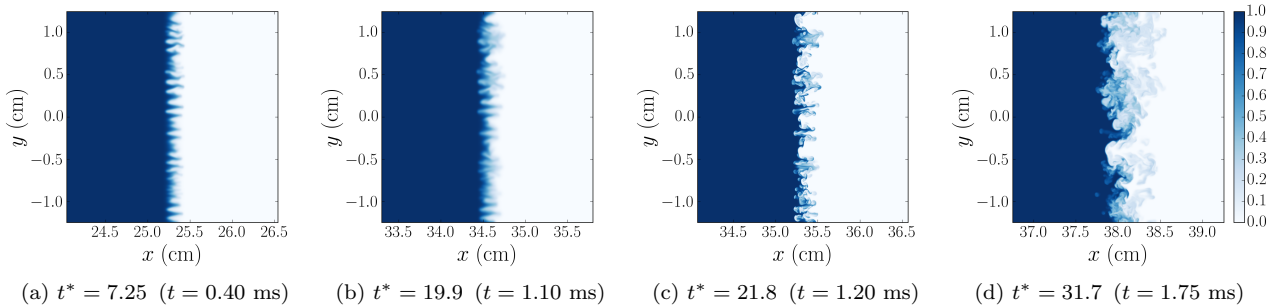 1.0
0.5
0.0
−0.5
−1.0
y (cm)
24.5 25.0 25.5 26.0 26.5
x (cm)
1.0
0.5
0.0
−0.5
−1.0
y (cm)
33.5 34.0 34.5 35.0 35.5
x (cm)
1.0
0.5
0.0
−0.5
−1.0
y (cm)
34.5 35.0 35.5 36.0 36.5
x (cm)
1.0
0.5
0.0
−0.5
−1.0
y (cm)
37.0 37.5 38.0 38.5 39.0
x (cm)
1.0
0.9
0.8
0.7
0.6
0.5
0.4
0.3
0.2
0.1
0.0
(a) t* = 7.25 (t = 0.40 ms)
(b) t* = 19.9 (t = 1.10 ms)
(c) t* = 21.8 (t = 1.20 ms)
(d) t* = 31.7 (t = 1.75 ms)